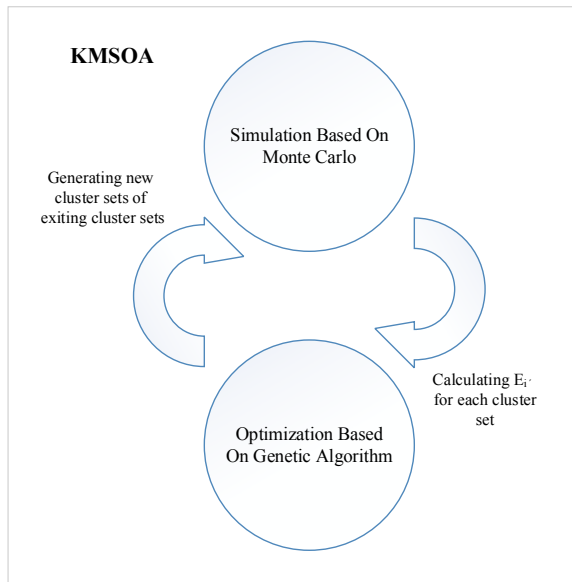 KMSOA
Simulation Based On
Monte Carlo
Generating new
cluster sets of
exiting cluster sets
Calculating Ei·
for each cluster
set
Optimization Based
On Genetic Algorithm